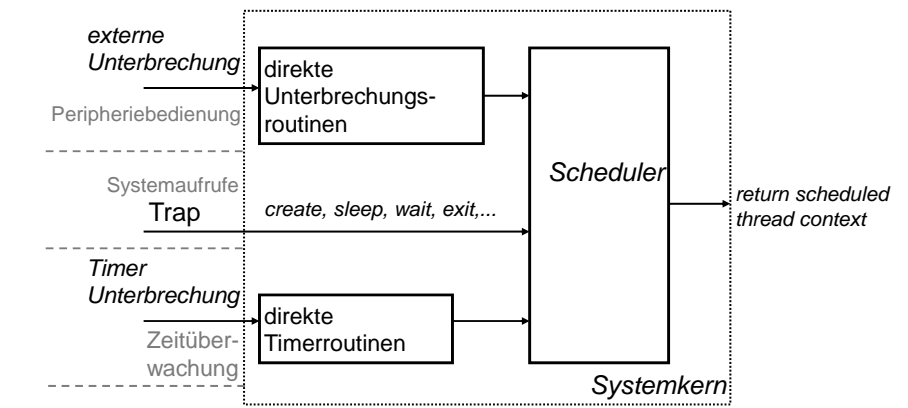 externe
Unterbrechung
Peripheriebedienung
direkte
Unterbrechungs-
routinen
Systemaufrufe
Trap
create, sleep, wait, exit,...
Timer
Unterbrechung
Zeitüber-
wachung
direkte
Timerroutinen
Scheduler
return scheduled
thread context
Systemkern